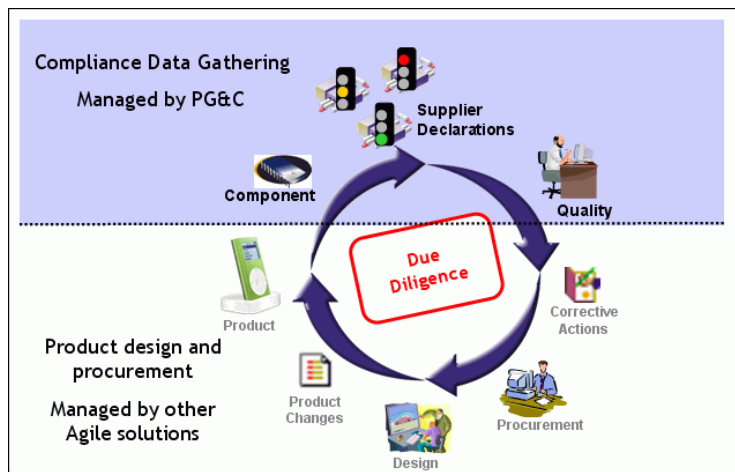 Compliance Data Gathering
Managed by PG&C
Supplier
Declarations
Component
Quality
Due
Diligence
Product
Corrective
Actions
Product design and
procurement
Product
Changes
Managed by other
Agile solutions
Procurement
Design